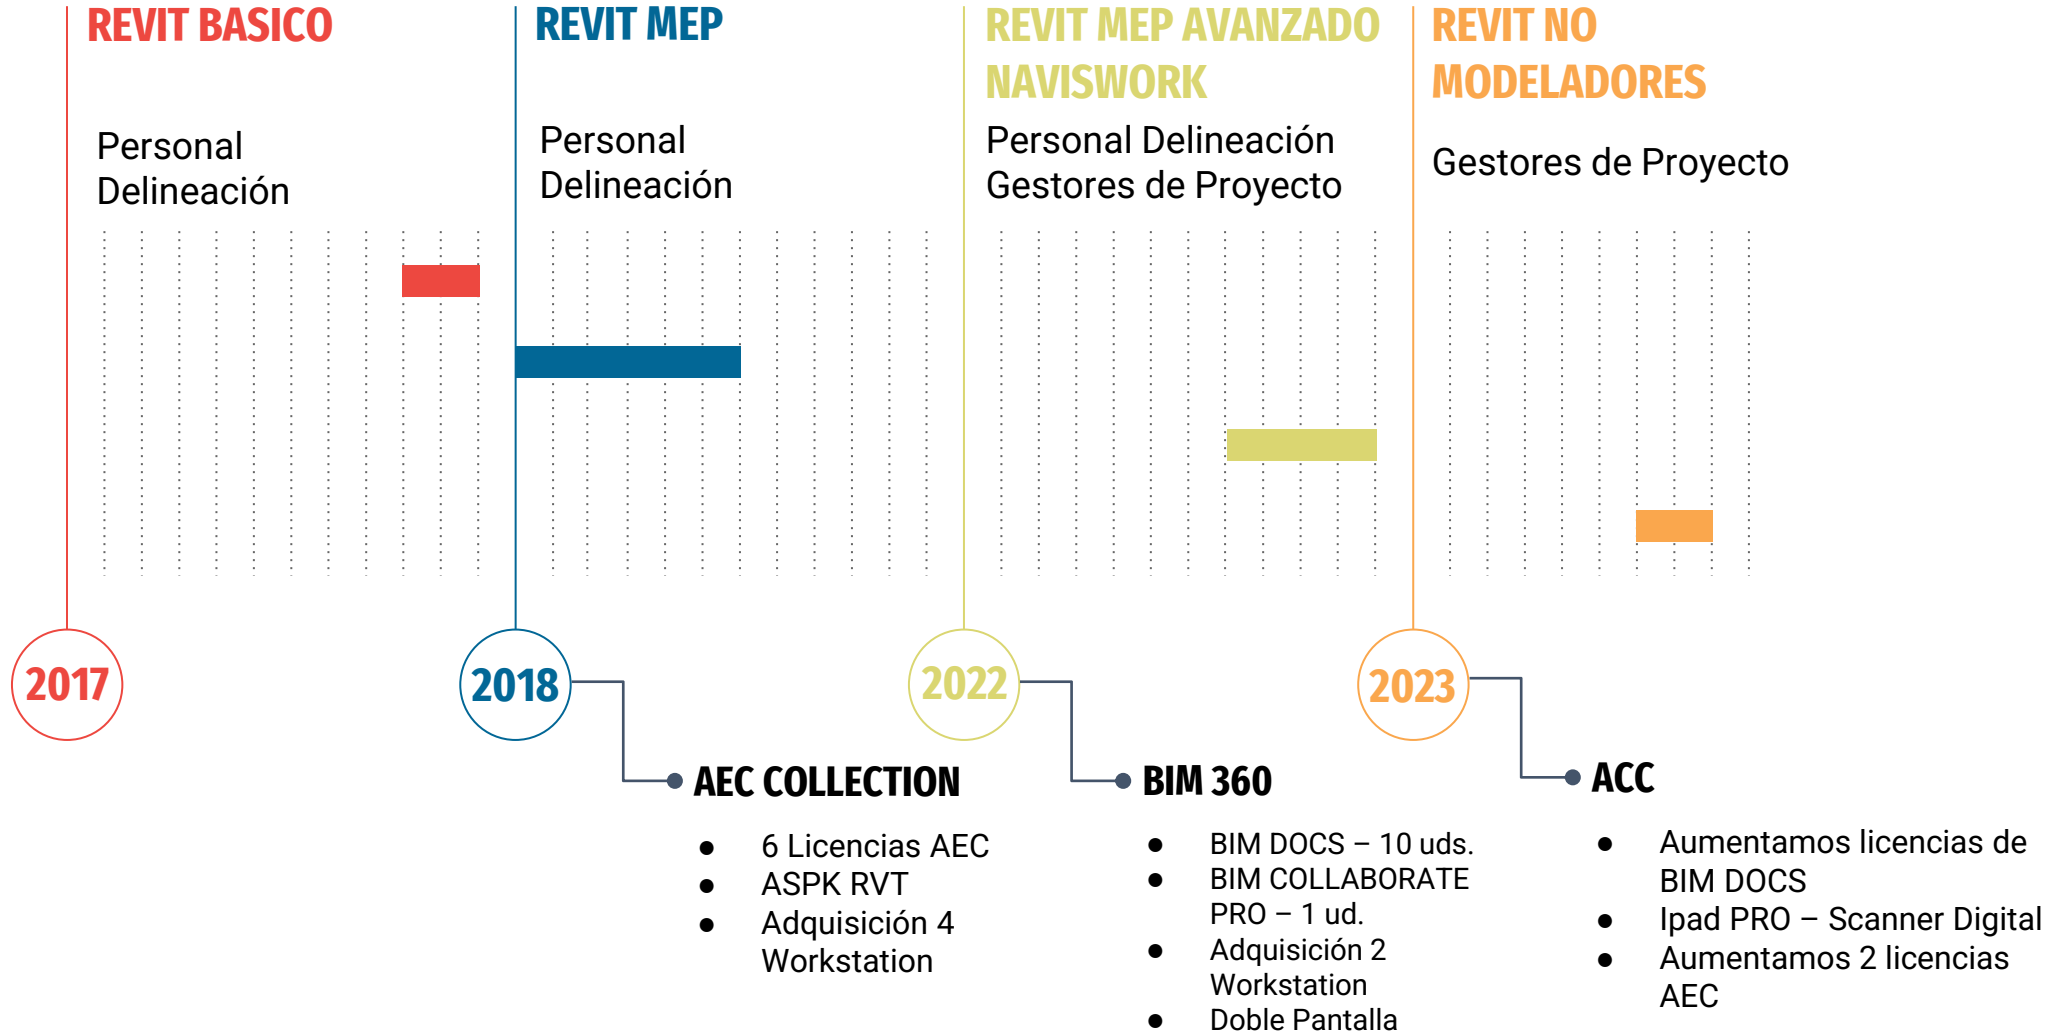 REVIT BASICO
Personal
Delineación
REVIT MEP
Personal
Delineación
REVIT MEP AVANZADO
NAVISWORK
Personal Delineación
Gestores de Proyecto
REVIT NO
MODELADORES
Gestores de Proyecto
2017
2018
2022
2023
AEC COLLECTION
● 6 Licencias AEC
● ASPK RVT
● Adquisición 4
Workstation
BIM 360
● BIM DOCS – 10 uds.
● BIM COLLABORATE
PRO – 1 ud.
● Adquisición 2
Workstation
● Doble Pantalla
ACC
● Aumentamos licencias de
BIM DOCS
● Ipad PRO – Scanner Digital
● Aumentamos 2 licencias
AEC